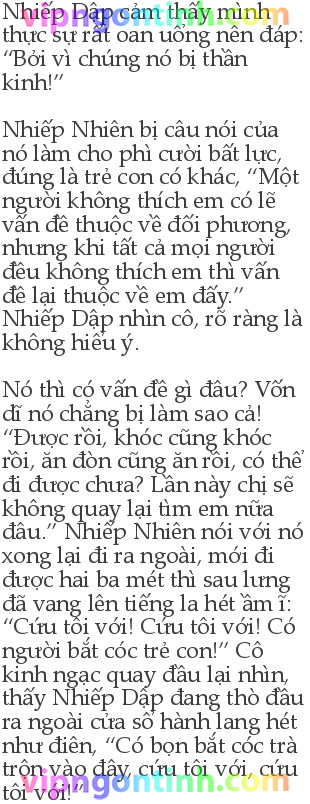 vipngontinh.com
Nhiếp Dập cảm thấy mình
thực sự rất oan uổng nên đáp:
“Bởi vì chúng nó bị thần
kinh!”
Nhiếp Nhiên bị câu nói của
nó làm cho phì cười bất lực,
đúng là trẻ con có khác, “Một
người không thích em có lẽ
vấn đề thuộc về đối phương,
nhưng khi tất cả mọi người
đều không thích em thì vấn
đề lại thuộc về em đấy.”
Nhiếp Dập nhìn cô, rõ ràng là
không hiểu ý.
Nó thì có vấn đề gì đâu? Vốn
dĩ nó chẳng bị làm sao cả!
“Được rồi, khóc cũng khóc
rồi, ăn đòn cũng ăn rồi, có thể
đi được chưa? Lần này chị sẽ
không quay lại tìm em nữa
đâu.” Nhiếp Nhiên nói với nó
xong lại đi ra ngoài, mới đi
được hai ba mét thì sau lưng
đã vang lên tiếng la hét ầm ĩ:
“Cứu tôi với! Cứu tôi với! Có
người bắt cóc trẻ con!” Cô
kinh ngạc quay đầu lại nhìn,
thấy Nhiếp Dập đang thò đầu
ra ngoài cửa sổ hành lang hét
như điên, “Có bọn bắt cóc trà
trộn vào đây, cứu tôi với, cứu
tôi với!”
vipngontinh.com